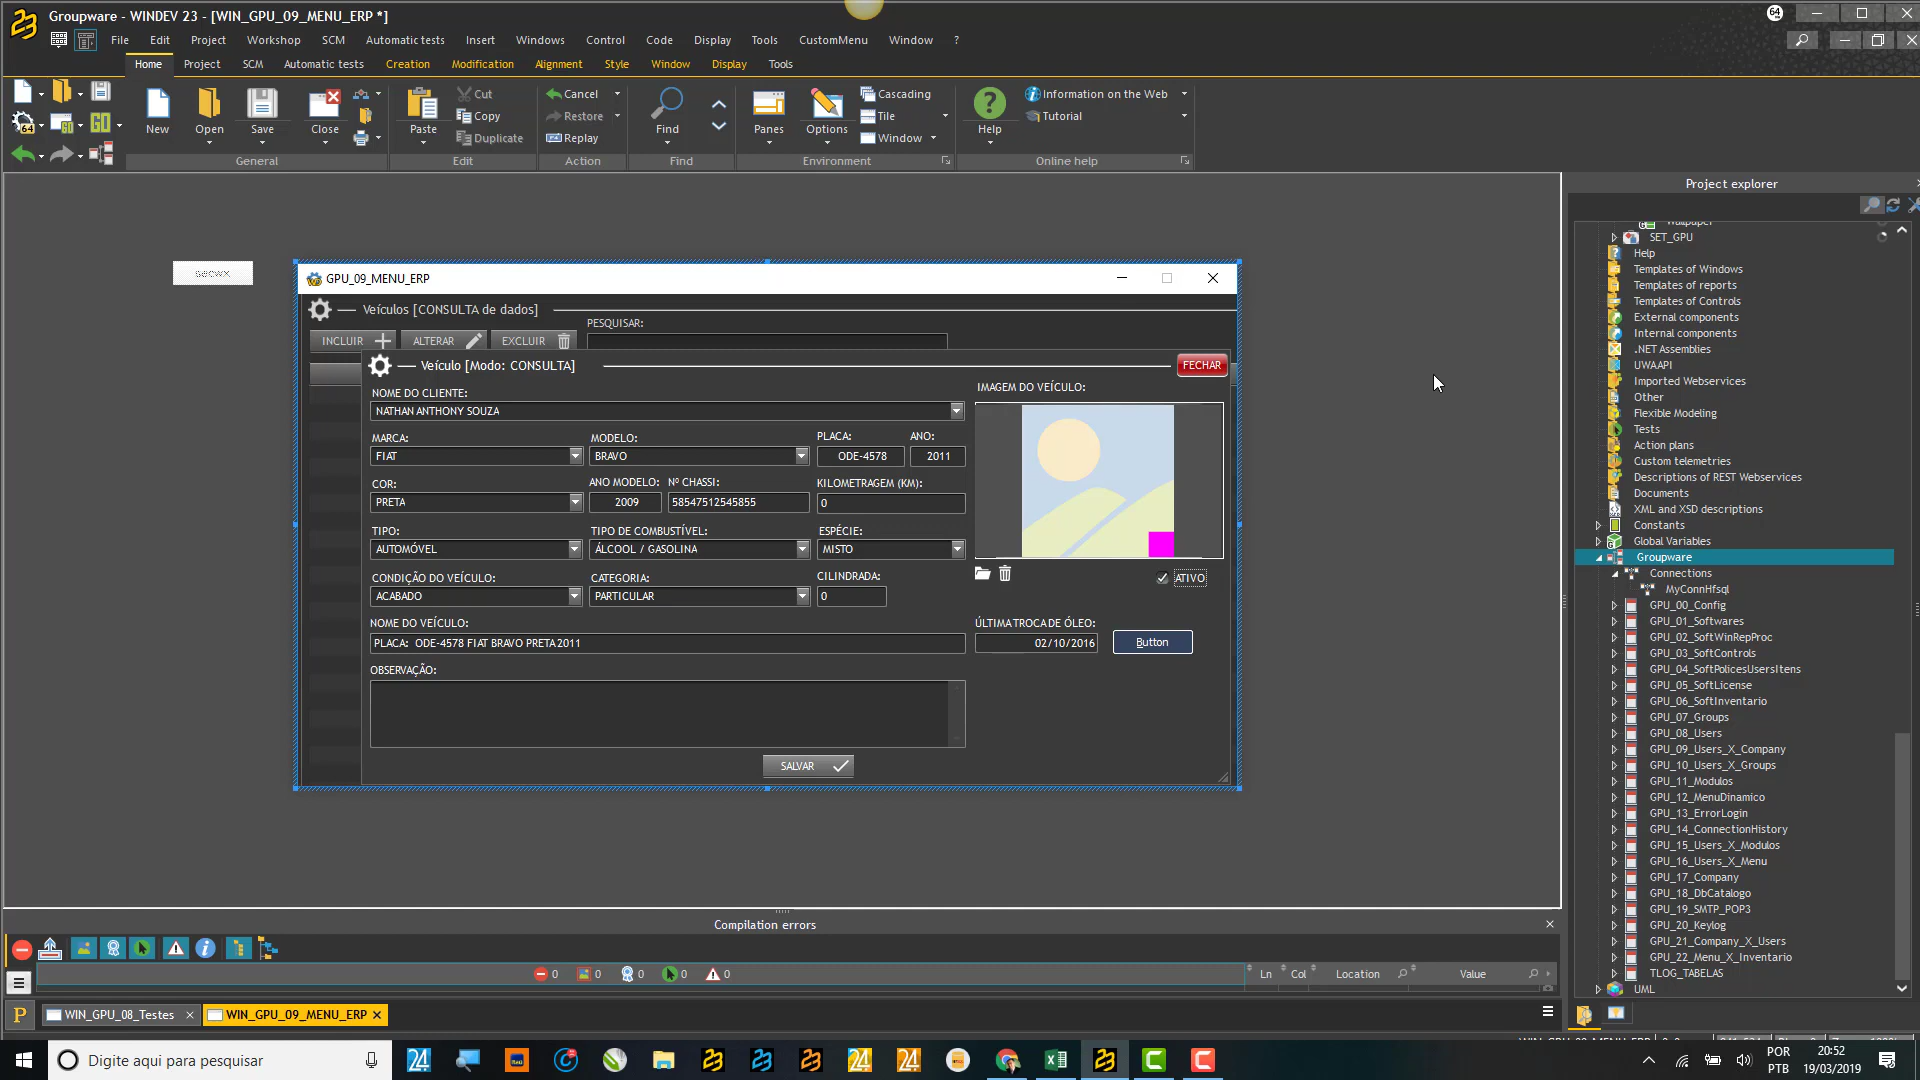 Groupware - WINDEV 23 - [WIN_GPU_09_MENU_ERP *]
64
File Edit Project Workshop SCM Automatic tests Insert Windows Control Code Display Tools CustomMenu Window ?
Home Project SCM Automatic tests Creation Modification Alignment Style Window Display Tools
New Open Save Close Paste Cut Copy Duplicate Cancel Restore Replay Find Panes Options Cascading Tile Window Help Information on the Web Tutorial
General Edit Action Find Environment Online help
Project explorer
SET_GPU
Help
Templates of Windows
Templates of reports
Templates of Controls
External components
Internal components
.NET Assemblies
UWAAPI
Imported Webservices
Other
Flexible Modeling
Tests
Action plans
Custom telemetries
Descriptions of REST Webservices
Documents
XML and XSD descriptions
Constants
Global Variables
Groupware
Connections
MyConnHfsql
GPU_00_Config
GPU_01_Softwares
GPU_02_SoftWinRepProc
GPU_03_SoftControls
GPU_04_SoftPolicesUsersItens
GPU_05_SoftLicense
GPU_06_SoftInventario
GPU_07_Groups
GPU_08_Users
GPU_09_Users_X_Company
GPU_10_Users_X_Groups
GPU_11_Modulos
GPU_12_MenuDinamico
GPU_13_ErrorLogin
GPU_14_ConnectionHistory
GPU_15_Users_X_Modulos
GPU_16_Users_X_Menu
GPU_17_Company
GPU_18_DbCatalogo
GPU_19_SMTP_POP3
GPU_20_Keylog
GPU_21_Company_X_Users
GPU_22_Menu_X_Inventario
TLOG_TABELAS
UML
GPU_09_MENU_ERP
Veículos [CONSULTA de dados]
PESQUISAR:
INCLUIR ALTERAR EXCLUIR
Veículo [Modo: CONSULTA]
FECHAR
NOME DO CLIENTE:
NATHAN ANTHONY SOUZA
IMAGEM DO VEÍCULO:
MARCA: MODELO: PLACA: ANO:
FIAT BRAVO ODE-4578 2011
COR: ANO MODELO: Nº CHASSI: KILOMETRAGEM (KM):
PRETA 2009 58547512545855 0
TIPO: TIPO DE COMBUSTÍVEL: ESPÉCIE:
AUTOMÓVEL ÁLCOOL / GASOLINA MISTO
CONDIÇÃO DO VEÍCULO: CATEGORIA: CILINDRADA:
ACABADO PARTICULAR 0
ATIVO
NOME DO VEÍCULO:
PLACA: ODE-4578 FIAT BRAVO PRETA2011
ÚLTIMA TROCA DE ÓLEO:
02/10/2016
Button
OBSERVAÇÃO:
SALVAR
Compilation errors
0 0 0 0 0 Ln Col Location Value
WIN_GPU_08_Testes WIN_GPU_09_MENU_ERP
Digite aqui para pesquisar
POR
PTB
20:52
19/03/2019